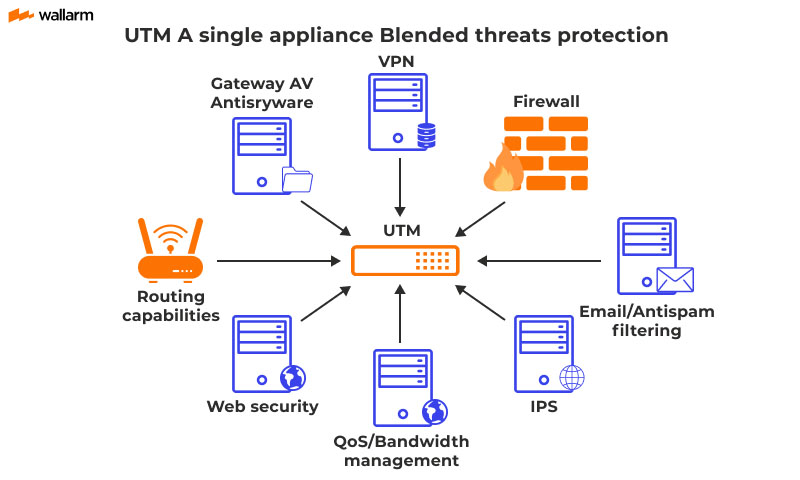 wallarm
UTM A single appliance Blended threats protection
VPN
Gateway AV
Antisryware
Firewall
UTM
Routing
capabilities
Email/Antispam
filtering
Web security
IPS
QoS/Bandwidth
management